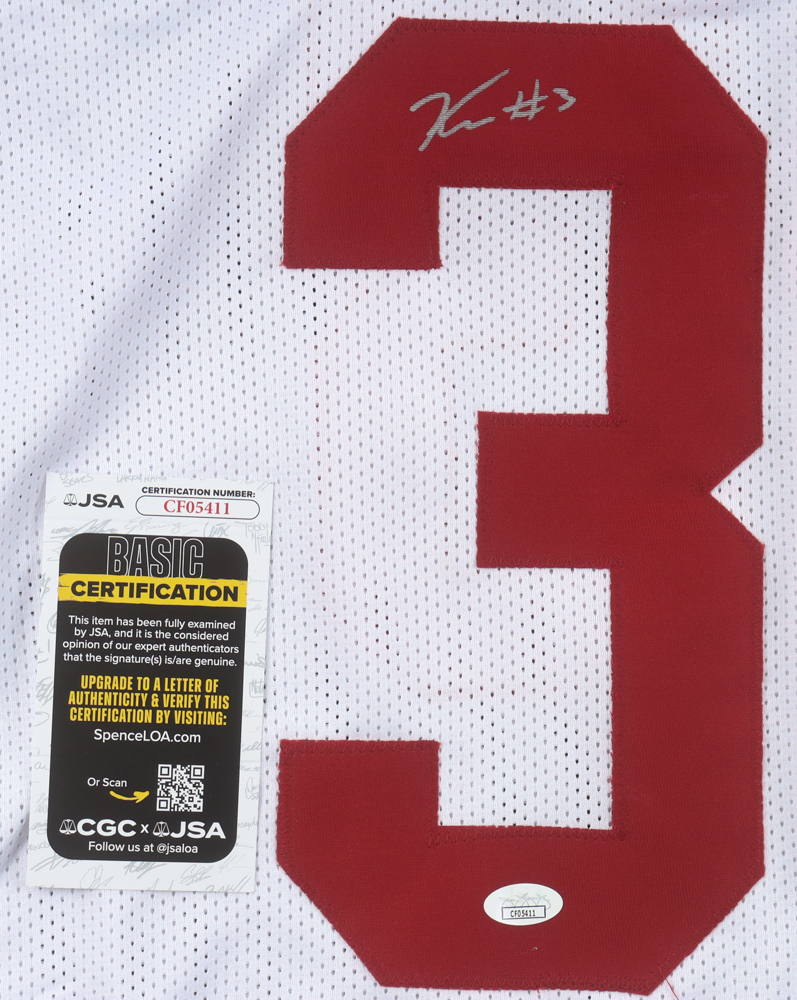 #3
3
JSA
CERTIFICATION NUMBER:
CF05411
BASIC
CERTIFICATION
This item has been fully examined
by JSA, and it is the considered
opinion of our expert authenticators
that the signature(s) is/are genuine.
UPGRADE TO A LETTER OF
AUTHENTICITY & VERIFY THIS
CERTIFICATION BY VISITING:
SpenceLOA.com
Or Scan
CGC x JSA
Follow us at @jsaloa
CF05411